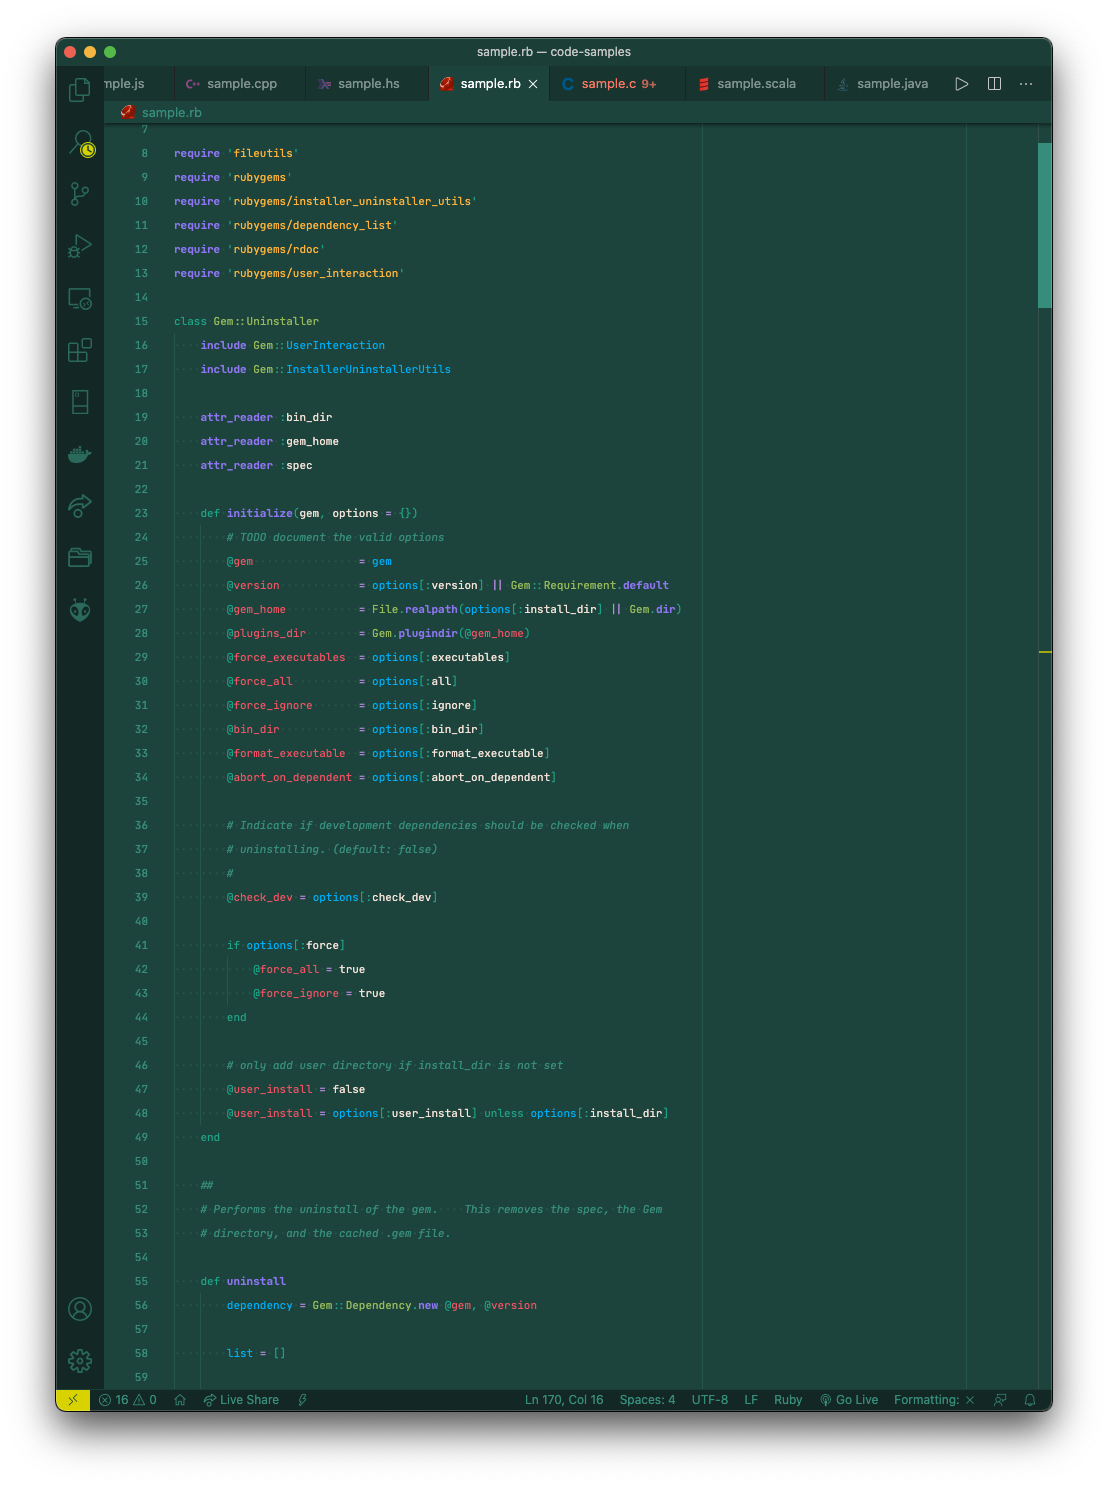 sample.rb — code-samples
mple.js sample.cpp sample.hs sample.rb sample.c 9+ sample.scala sample.java
sample.rb
7
8 require 'fileutils'
9 require 'rubygems'
10 require 'rubygems/installer_uninstaller_utils'
11 require 'rubygems/dependency_list'
12 require 'rubygems/rdoc'
13 require 'rubygems/user_interaction'
14
15 class Gem::Uninstaller
16     include Gem::UserInteraction
17     include Gem::InstallerUninstallerUtils
18
19     attr_reader :bin_dir
20     attr_reader :gem_home
21     attr_reader :spec
22
23     def initialize(gem, options = {})
24         # TODO document the valid options
25         @gem                = gem
26         @version            = options[:version] || Gem::Requirement.default
27         @gem_home           = File.realpath(options[:install_dir] || Gem.dir)
28         @plugins_dir        = Gem.plugindir(@gem_home)
29         @force_executables  = options[:executables]
30         @force_all          = options[:all]
31         @force_ignore       = options[:ignore]
32         @bin_dir            = options[:bin_dir]
33         @format_executable  = options[:format_executable]
34         @abort_on_dependent = options[:abort_on_dependent]
35
36         # Indicate if development dependencies should be checked when
37         # uninstalling. (default: false)
38         #
39         @check_dev = options[:check_dev]
40
41         if options[:force]
42             @force_all = true
43             @force_ignore = true
44         end
45
46         # only add user directory if install_dir is not set
47         @user_install = false
48         @user_install = options[:user_install] unless options[:install_dir]
49     end
50
51     ##
52     # Performs the uninstall of the gem.    This removes the spec, the Gem
53     # directory, and the cached .gem file.
54
55     def uninstall
56         dependency = Gem::Dependency.new @gem, @version
57
58         list = []
59
16 0 Live Share Ln 170, Col 16 Spaces: 4 UTF-8 LF Ruby Go Live Formatting: ×